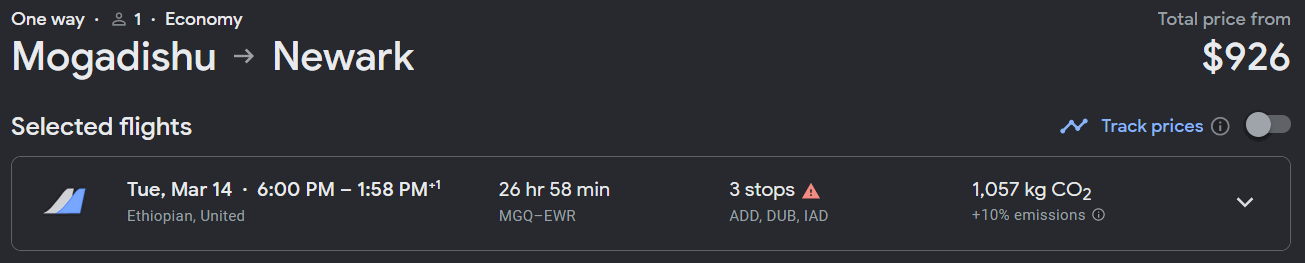 One way · 1 · Economy
Total price from
Mogadishu → Newark
$926
Selected flights
Track prices
Tue, Mar 14 · 6:00 PM – 1:58 PM+1
26 hr 58 min
3 stops
1,057 kg CO2
Ethiopian, United
MGQ–EWR
ADD, DUB, IAD
+10% emissions